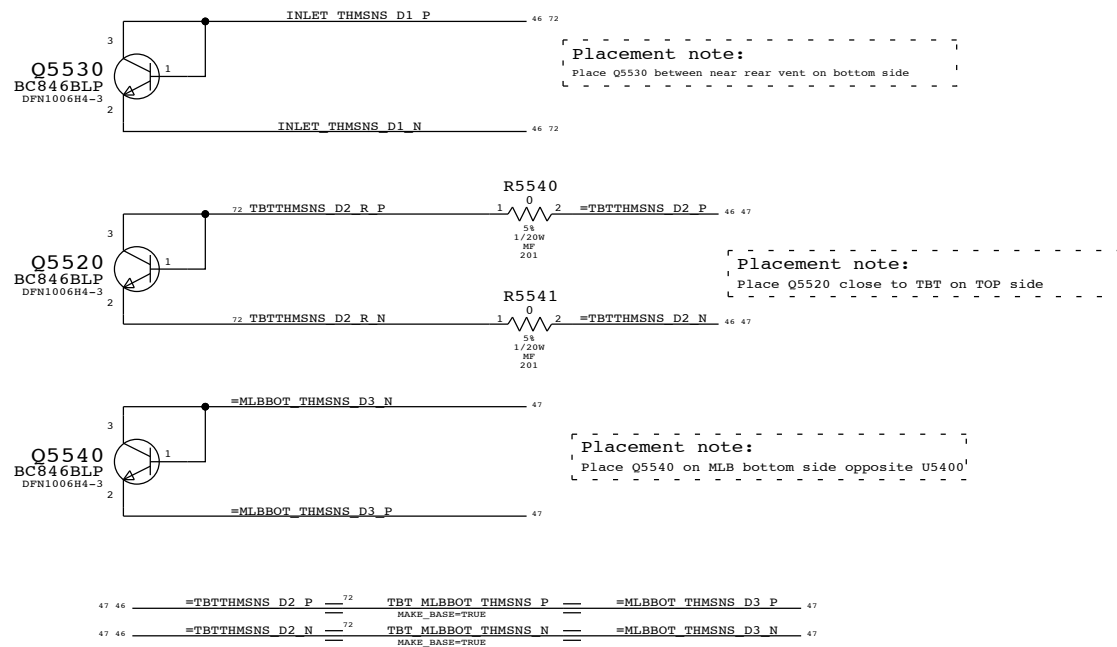 INLET_THMSNS_D1_P
46 72
3
1
Q5530
BC846BLP
DFN1006H4-3
2
INLET_THMSNS_D1_N
46 72
Placement note:
Place Q5530 between near rear vent on bottom side
R5540
0
72 TBTTHMSNS_D2_R_P
1
2
=TBTTHMSNS_D2_P
46 47
5%
1/20W
MF
201
3
1
Q5520
BC846BLP
DFN1006H4-3
2
Placement note:
Place Q5520 close to TBT on TOP side
R5541
0
72 TBTTHMSNS_D2_R_N
1
2
=TBTTHMSNS_D2_N
46 47
5%
1/20W
MF
201
=MLBBOT_THMSNS_D3_N
47
3
1
Q5540
BC846BLP
DFN1006H4-3
2
=MLBBOT_THMSNS_D3_P
47
Placement note:
Place Q5540 on MLB bottom side opposite U5400
47 46 =TBTTHMSNS_D2_P 72 TBT_MLBBOT_THMSNS_P =MLBBOT_THMSNS_D3_P 47
MAKE_BASE=TRUE
47 46 =TBTTHMSNS_D2_N 72 TBT_MLBBOT_THMSNS_N =MLBBOT_THMSNS_D3_N 47
MAKE_BASE=TRUE